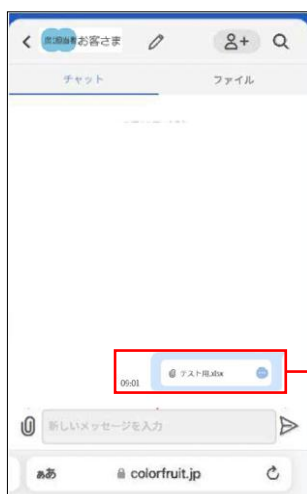 お客さま
チャット
ファイル
テスト用.xlsx
09:01
新しいメッセージを入力
ぁあ
colorfruit.jp